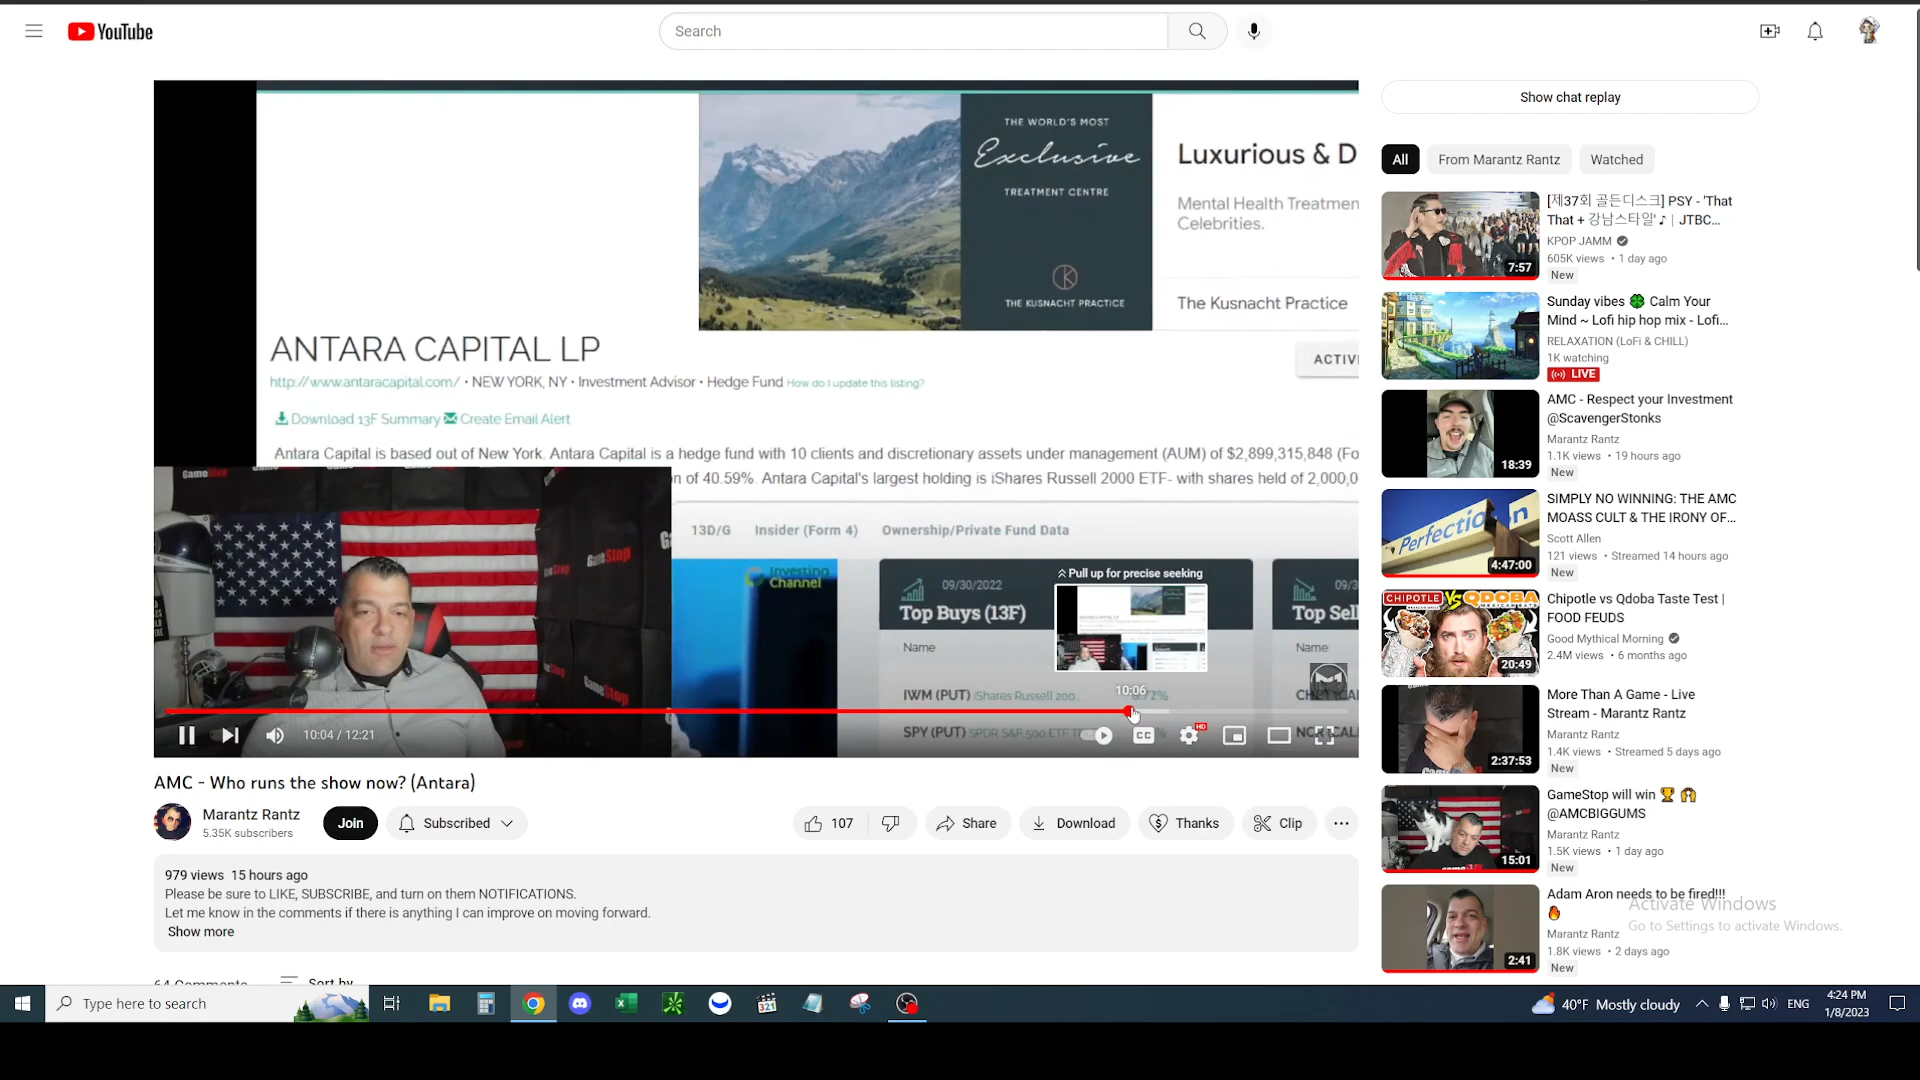 YouTube
Search
Show chat replay
All
From Marantz Rantz
Watched
THE WORLD'S MOST
Exclusive
TREATMENT CENTRE
THE KUSNACHT PRACTICE
Luxurious & D
Mental Health Treatmen
Celebrities.
The Kusnacht Practice
ANTARA CAPITAL LP
http://www.antaracapital.com/ • NEW YORK, NY • Investment Advisor • Hedge Fund How do I update this listing?
ACTIV
Download 13F Summary Create Email Alert
Antara Capital is based out of New York. Antara Capital is a hedge fund with 10 clients and discretionary assets under management (AUM) of $2,899,315,848 (Fo
n of 40.59%. Antara Capital's largest holding is iShares Russell 2000 ETF- with shares held of 2,000,0
13D/G
Insider (Form 4)
Ownership/Private Fund Data
GameStop
Investing
Channel
09/30/2022
Top Buys (13F)
Name
IWM (PUT) iShares Russell 200...
SPY (PUT) SPDR S&P 500 ETF T
Pull up for precise seeking
10:06
09/3
Top Sel
Name
10:04 / 12:21
CC
HD
AMC - Who runs the show now? (Antara)
Marantz Rantz
5.35K subscribers
Join
Subscribed
107
Share
Download
Thanks
Clip
979 views 15 hours ago
Please be sure to LIKE, SUBSCRIBE, and turn on them NOTIFICATIONS.
Let me know in the comments if there is anything I can improve on moving forward.
Show more
64 Comments
Sort by
[제37회 골든디스크] PSY - 'That
That + 강남스타일' ♪ | JTBC...
KPOP JAMM
605K views • 1 day ago
New
7:57
Sunday vibes 🍀 Calm Your
Mind ~ Lofi hip hop mix - Lofi...
RELAXATION (LoFi & CHILL)
1K watching
LIVE
AMC - Respect your Investment
@ScavengerStonks
Marantz Rantz
1.1K views • 19 hours ago
New
18:39
SIMPLY NO WINNING: THE AMC
MOASS CULT & THE IRONY OF...
Scott Allen
121 views • Streamed 14 hours ago
New
Perfection
4:47:00
Chipotle vs Qdoba Taste Test |
FOOD FEUDS
Good Mythical Morning
2.4M views • 6 months ago
CHIPOTLE VS QDOBA
20:49
More Than A Game - Live
Stream - Marantz Rantz
Marantz Rantz
1.4K views • Streamed 5 days ago
New
2:37:53
GameStop will win 🏆 🙌
@AMCBIGGUMS
Marantz Rantz
1.5K views • 1 day ago
New
15:01
Adam Aron needs to be fired!!!
🔥
Marantz Rantz
1.8K views • 2 days ago
New
2:41
Activate Windows
Go to Settings to activate Windows.
Type here to search
321
40°F Mostly cloudy
ENG
4:24 PM
1/8/2023